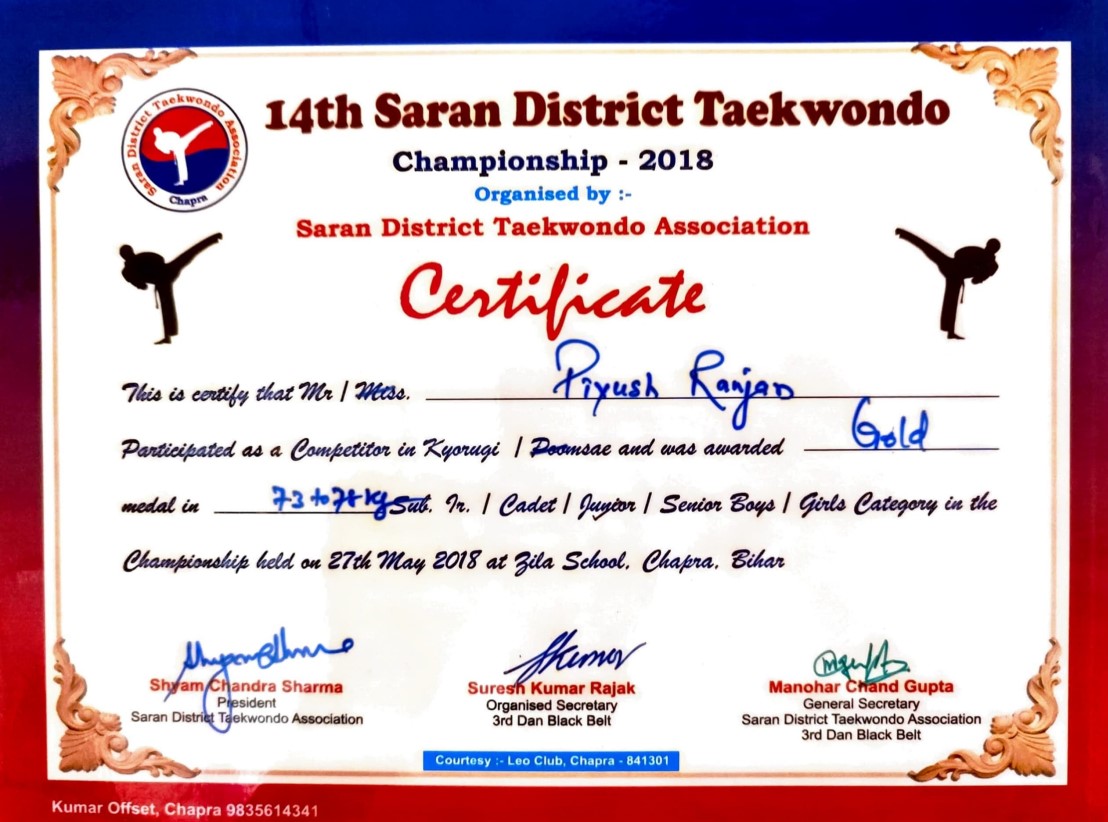 14th Saran District Taekwondo
Saran District Taekwondo Association
Chapra
Championship - 2018
Organised by :-
Saran District Taekwondo Association
Certificate
This is certify that Mr / Miss. Piyush Ranjan
Participated as a Competitor in Kyorugi / Poomsae and was awarded Gold
medal in 73 to 78 kg Sub. Jr. / Cadet / Junior / Senior Boys / Girls Category in the
Championship held on 27th May 2018 at Zila School, Chapra, Bihar
Shyam Chandra Sharma
President
Saran District Taekwondo Association
Suresh Kumar Rajak
Organised Secretary
3rd Dan Black Belt
Manohar Chand Gupta
General Secretary
Saran District Taekwondo Association
3rd Dan Black Belt
Courtesy :- Leo Club, Chapra - 841301
Kumar Offset, Chapra 9835614341